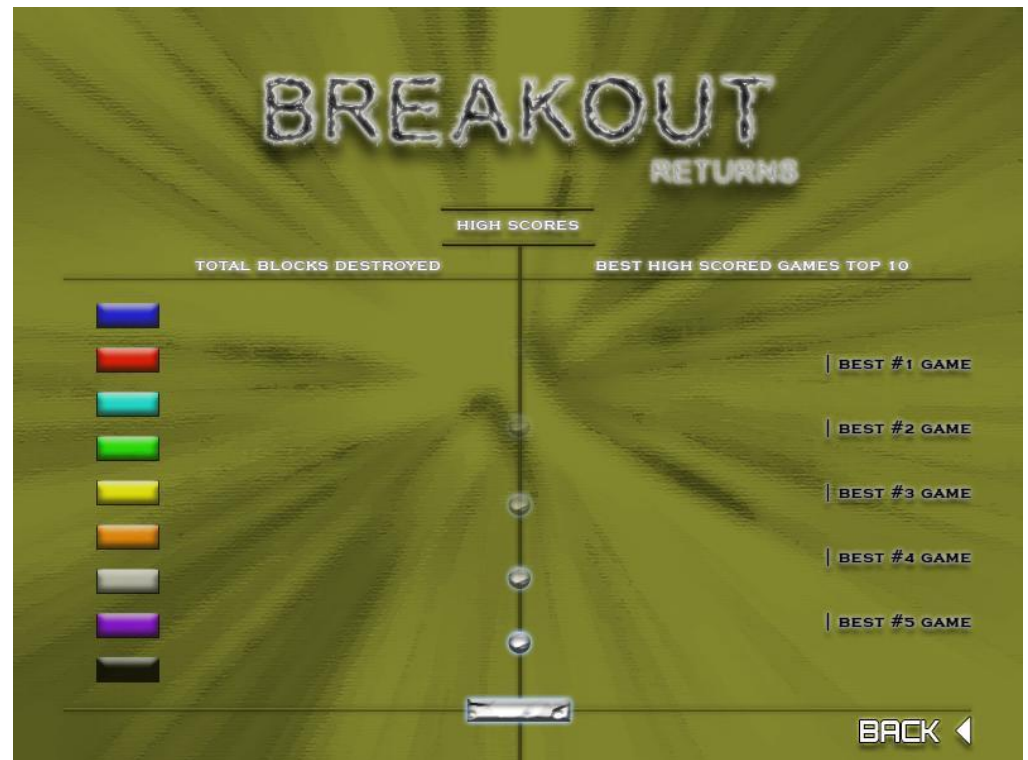 BREAKOUT
RETURNS
HIGH SCORES
TOTAL BLOCKS DESTROYED
BEST HIGH SCORED GAMES TOP 10
| BEST #1 GAME
| BEST #2 GAME
| BEST #3 GAME
| BEST #4 GAME
| BEST #5 GAME
BACK